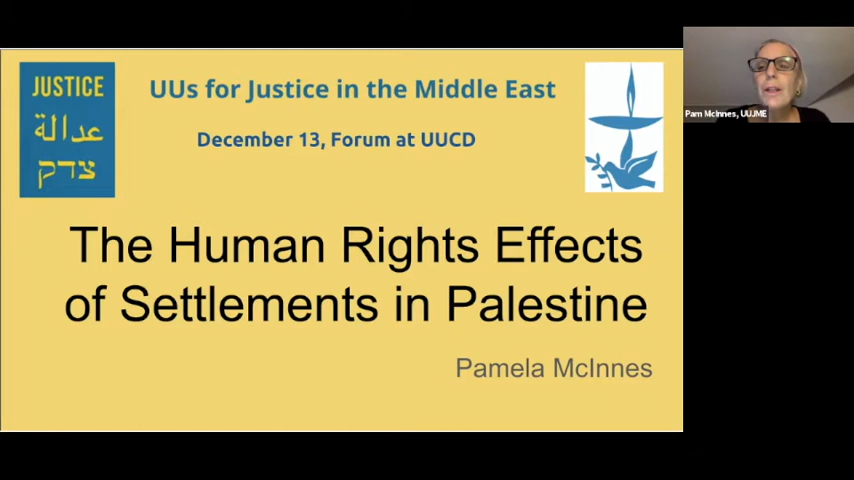 JUSTICE
عدالة
צדק
UUs for Justice in the Middle East
December 13, Forum at UUCD
The Human Rights Effects
of Settlements in Palestine
Pamela McInnes
Pam McInnes, UUJME